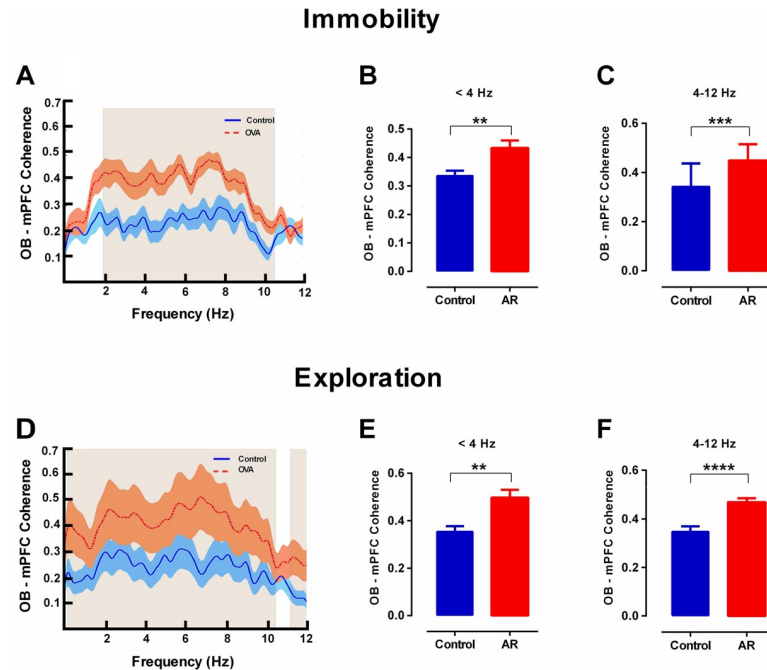 Immobility
A
OB - mPFC Coherence
0.7
0.6
0.5
0.4
0.3
0.2
0.1
Control
OVA
2
4
6
8
10
12
Frequency (Hz)
B
< 4 Hz
**
OB - mPFC Coherence
0.5
0.4
0.3
0.2
0.1
0.0
Control
AR
C
4-12 Hz
***
OB - mPFC Coherence
0.6
0.4
0.2
0.0
Control
AR
Exploration
D
OB - mPFC Coherence
0.7
0.6
0.5
0.4
0.3
0.2
0.1
Control
OVA
2
4
6
8
10
12
Frequency (Hz)
E
< 4 Hz
**
OB - mPFC Coherence
0.6
0.4
0.2
0.0
Control
AR
F
4-12 Hz
****
OB - mPFC Coherence
0.6
0.4
0.2
0.0
Control
AR